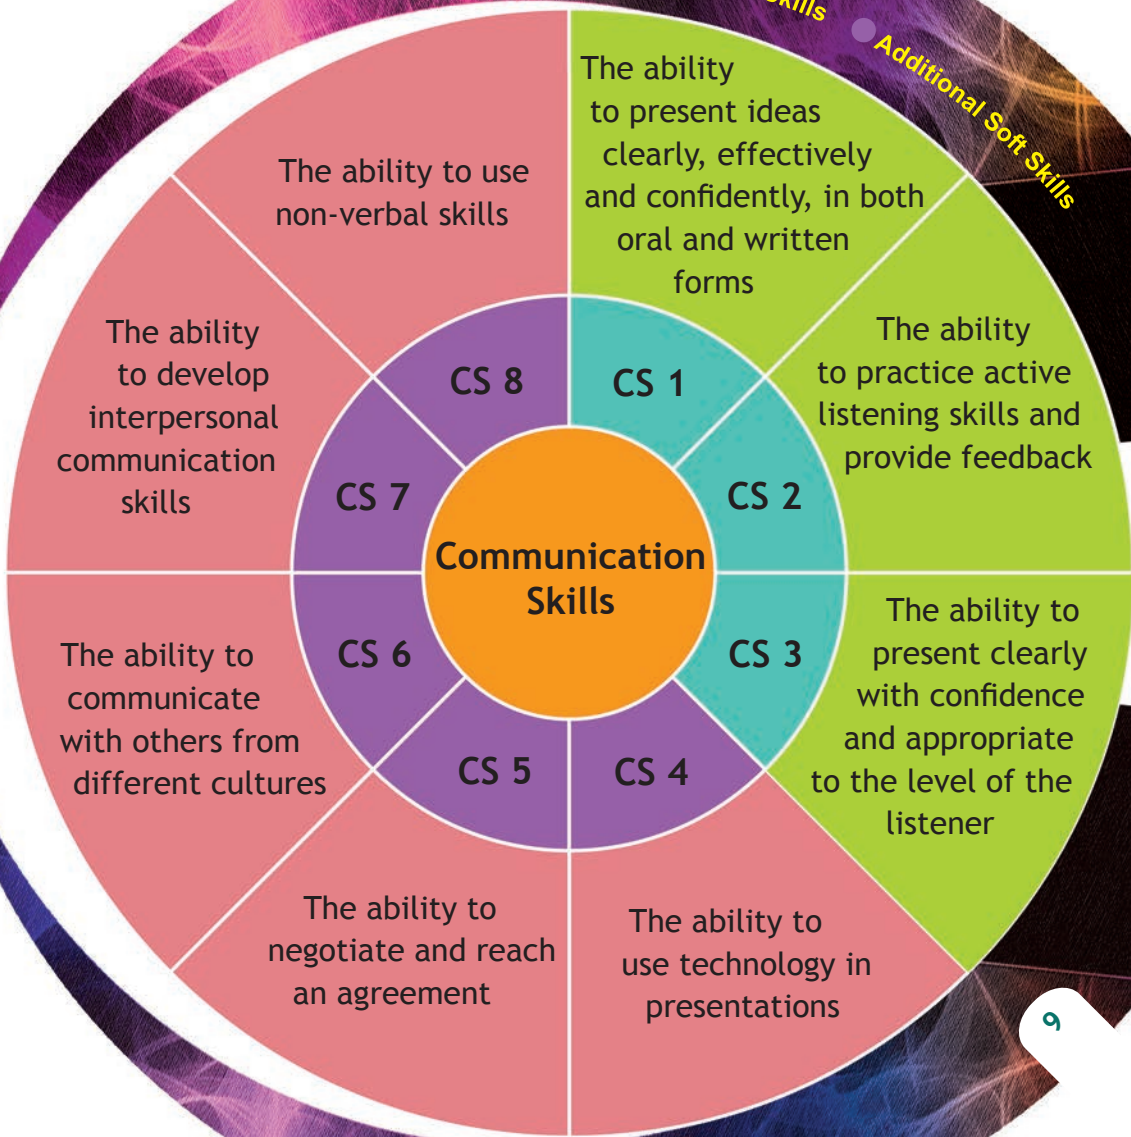 Additional Soft Skills
The ability
to present ideas
clearly, effectively
and confidently, in both
oral and written
forms
The ability
to practice active
listening skills and
provide feedback
The ability to
present clearly
with confidence
and appropriate
to the level of the
listener
The ability to
use technology in
presentations
The ability to
negotiate and reach
an agreement
The ability to
communicate
with others from
different cultures
The ability
to develop
interpersonal
communication
skills
The ability to use
non-verbal skills
CS 1
CS 2
CS 3
CS 4
CS 5
CS 6
CS 7
CS 8
Communication
Skills